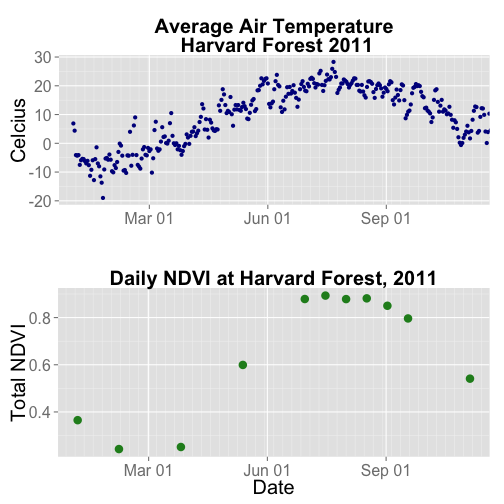 Average Air Temperature
Harvard Forest 2011
Celcius
30
20
10
0
-10
-20
Mar 01 Jun 01 Sep 01
Daily NDVI at Harvard Forest, 2011
Total NDVI
0.8
0.6
0.4
Mar 01 Jun 01 Sep 01
Date